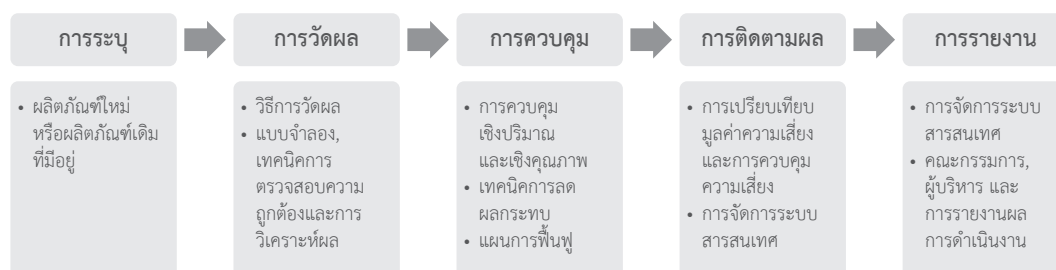 การระบุ
การวัดผล
การควบคุม
การติดตามผล
การรายงาน
• ผลิตภัณฑ์ใหม่
หรือผลิตภัณฑ์เดิม
ที่มีอยู่
• วิธีการวัดผล
• แบบจำลอง,
เทคนิคการ
ตรวจสอบความ
ถูกต้องและการ
วิเคราะห์ผล
• การควบคุม
เชิงปริมาณ
และเชิงคุณภาพ
• เทคนิคการลด
ผลกระทบ
• แผนการฟื้นฟู
• การเปรียบเทียบ
มูลค่าความเสี่ยง
และการควบคุม
ความเสี่ยง
• การจัดการระบบ
สารสนเทศ
• การจัดการระบบ
สารสนเทศ
• คณะกรรมการ,
ผู้บริหาร และ
การรายงานผล
การดำเนินงาน